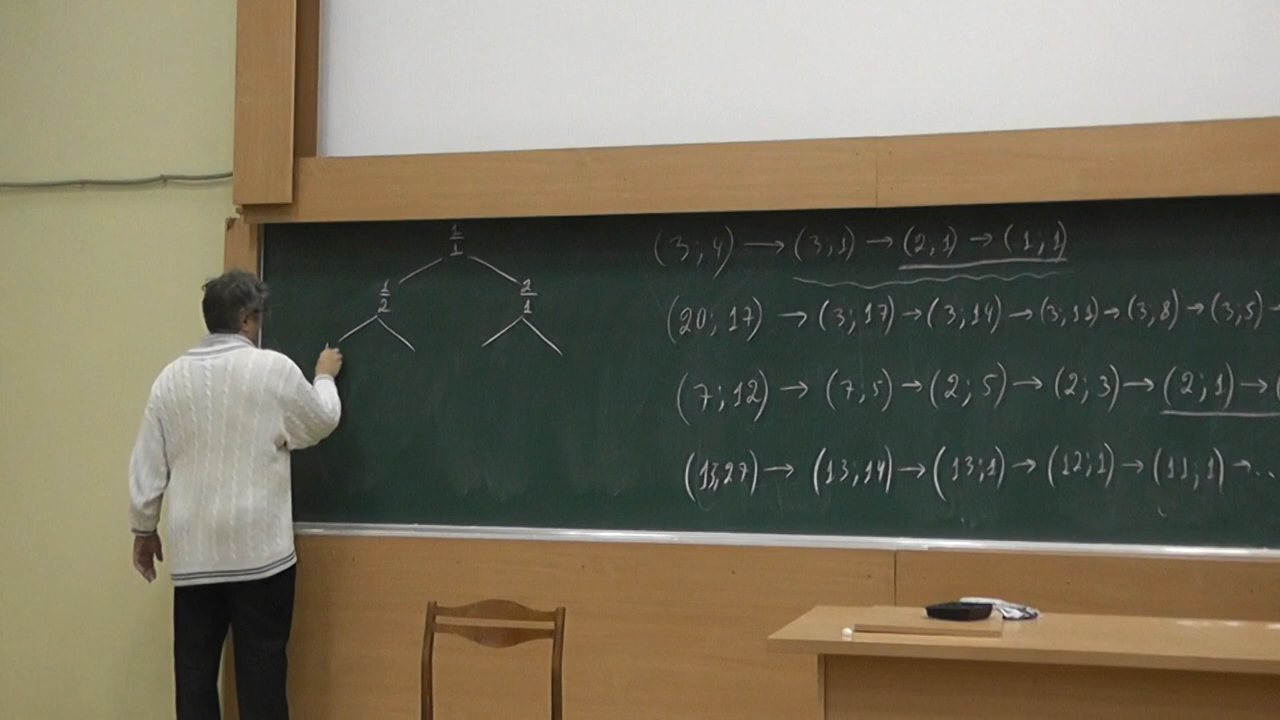 1/1
1/2 2/1
(3; 4) → (3, 1) → (2, 1) → (1; 1)
(20; 17) → (3; 17) → (3; 14) → (3; 11) → (3, 8) → (3; 5) →
(7; 12) → (7; 5) → (2; 5) → (2; 3) → (2; 1) → (
(13, 27) → (13; 14) → (13; 1) → (12; 1) → (11; 1) → ...